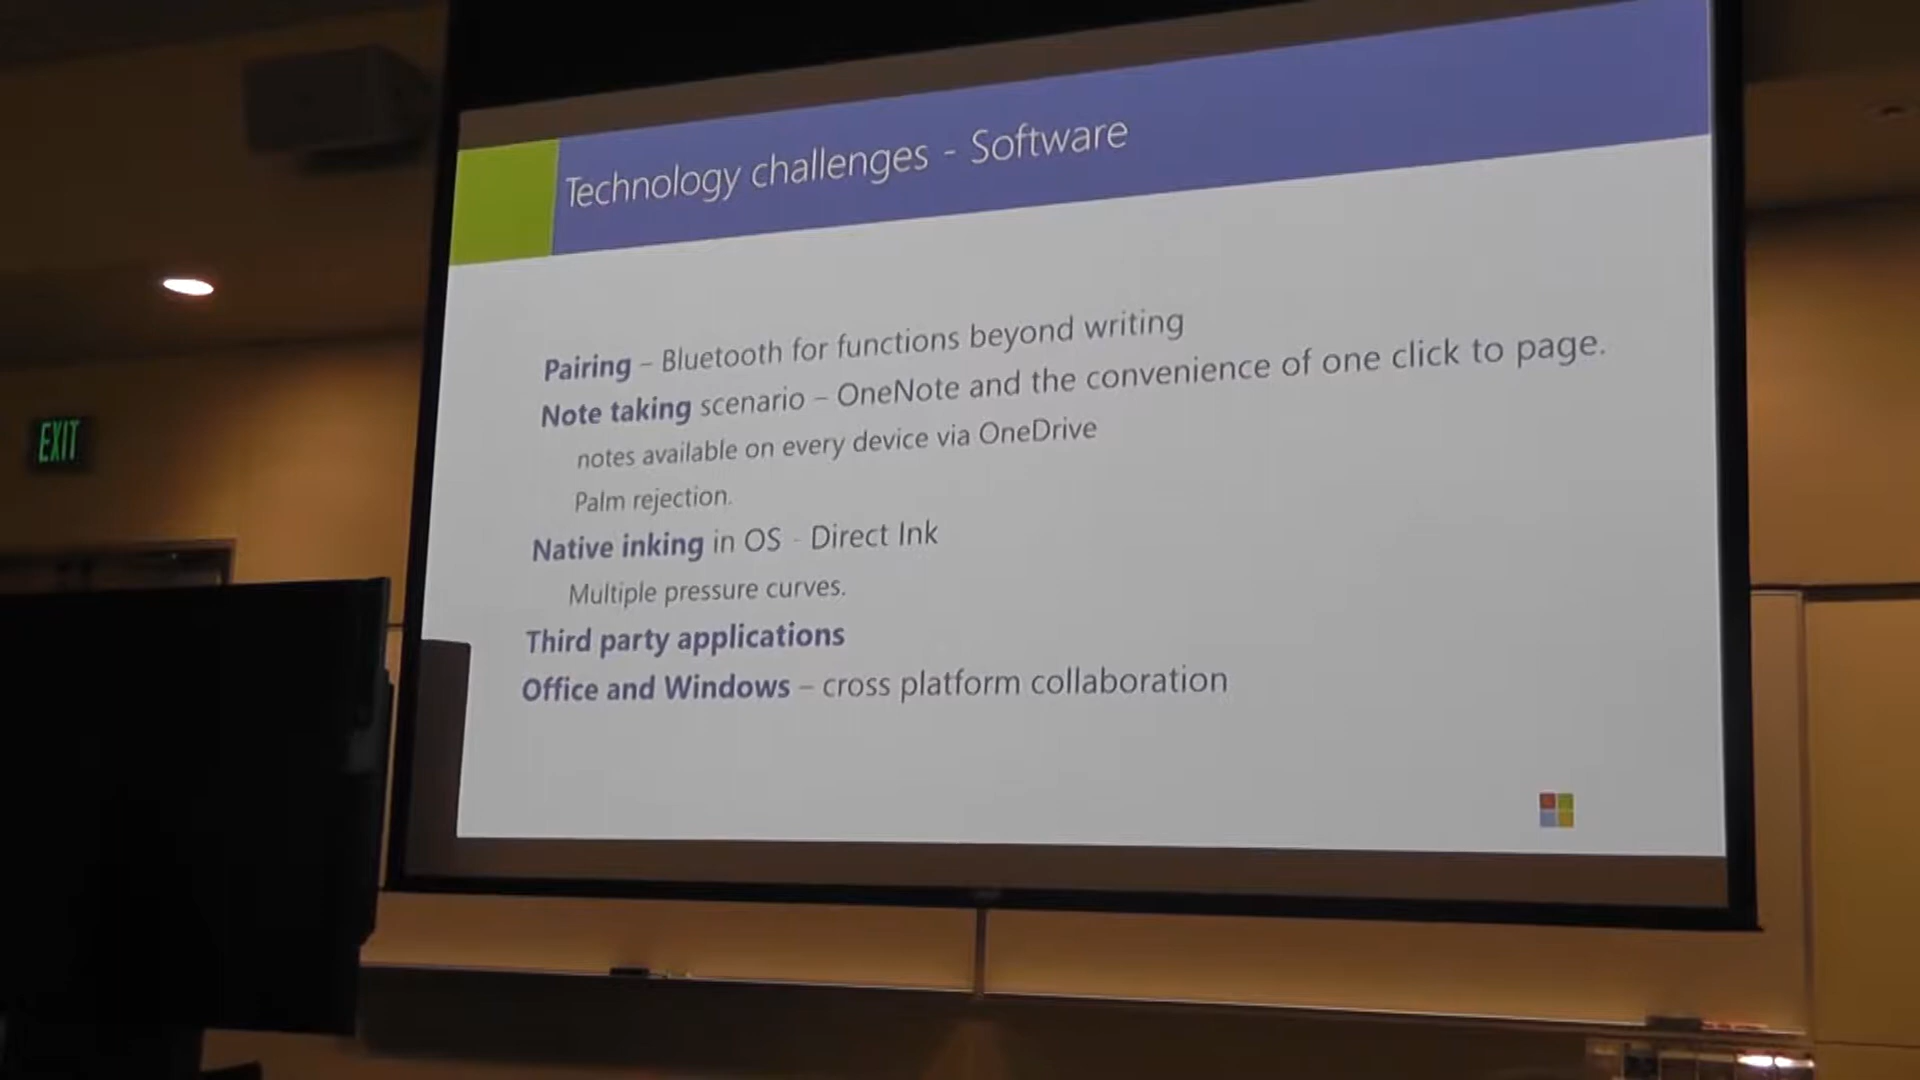 Technology challenges - Software
Pairing – Bluetooth for functions beyond writing
Note taking scenario – OneNote and the convenience of one click to page.
notes available on every device via OneDrive
Palm rejection.
Native inking in OS - Direct Ink
Multiple pressure curves.
Third party applications
Office and Windows – cross platform collaboration
EXIT